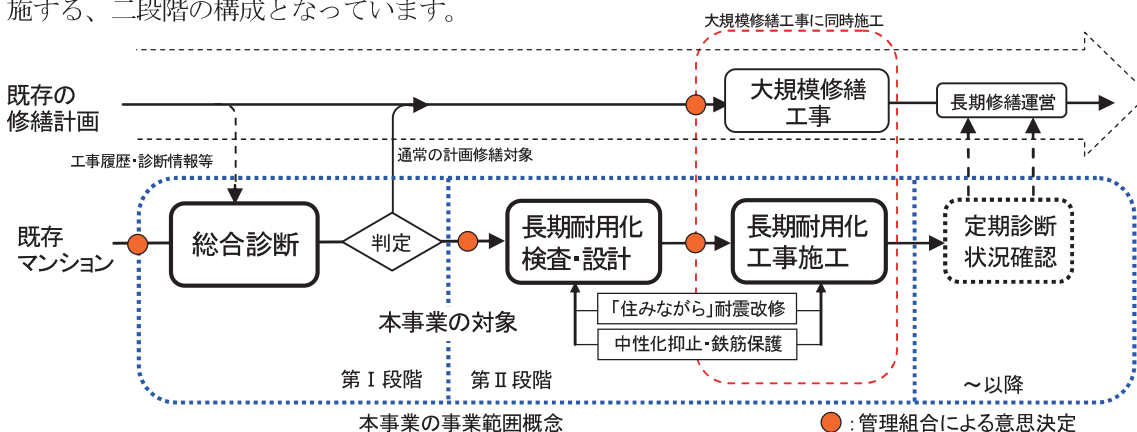 施する、二段階の構成となっています。
大規模修繕工事に同時施工
既存の
修繕計画
大規模修繕
工事
長期修繕運営
工事履歴・診断情報等
通常の計画修繕対象
既存
マンション
総合診断
判定
長期耐用化
検査・設計
長期耐用化
工事施工
定期診断
状況確認
「住みながら」耐震改修
本事業の対象
中性化抑止・鉄筋保護
第Ⅰ段階
第Ⅱ段階
～以降
本事業の事業範囲概念
：管理組合による意思決定